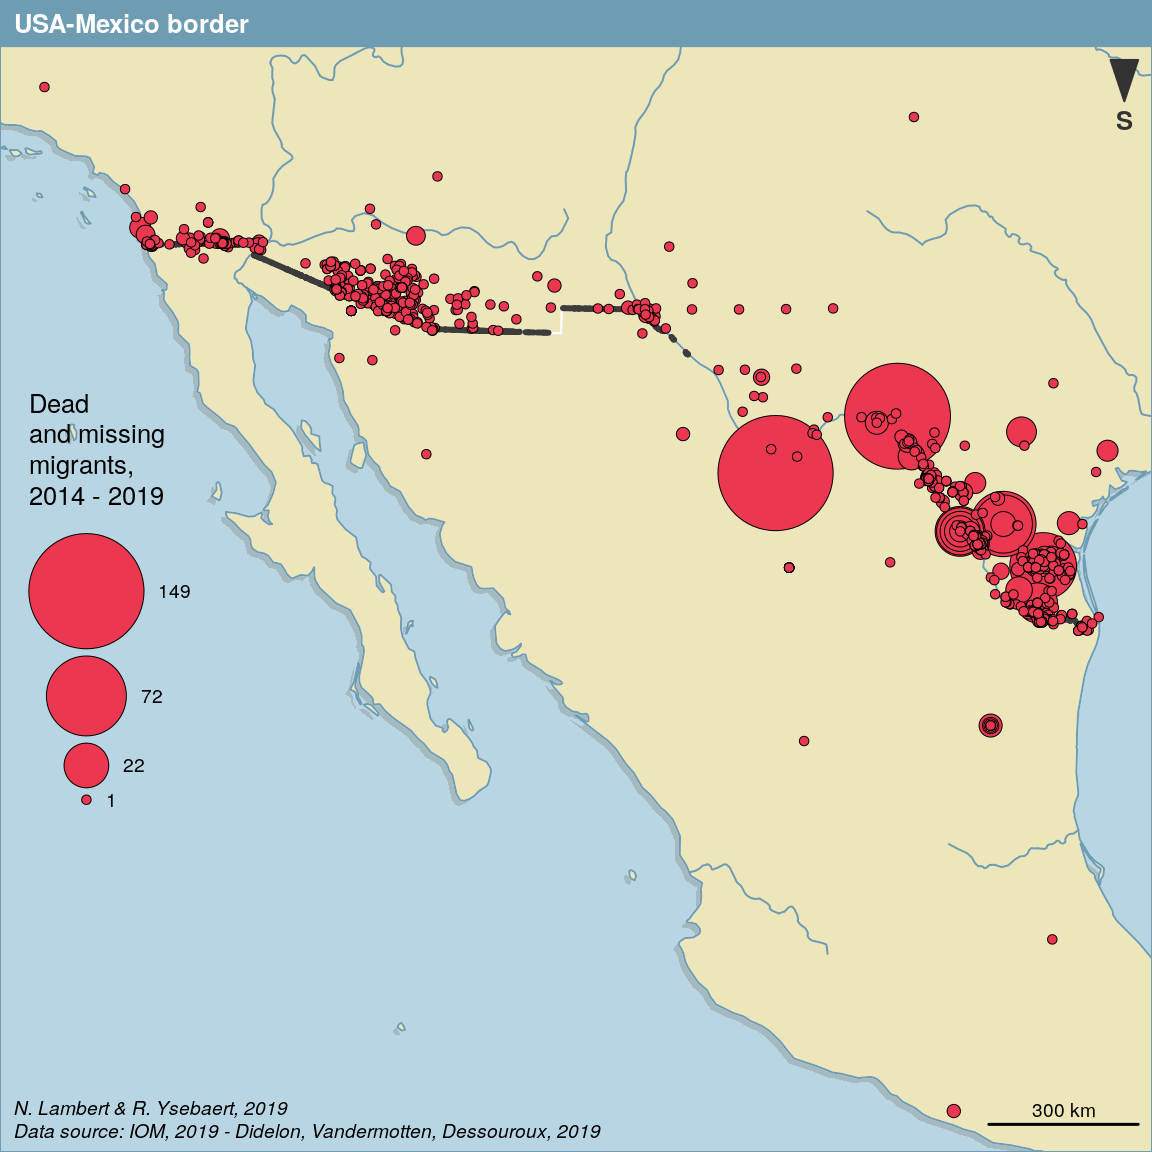 USA-Mexico border
S
Dead
and missing
migrants,
2014 - 2019
149
72
22
1
N. Lambert & R. Ysebaert, 2019
Data source: IOM, 2019 - Didelon, Vandermotten, Dessouroux, 2019
300 km